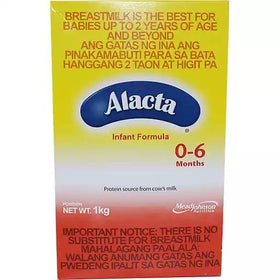 BREASTMILK IS THE BEST FOR
BABIES UP TO 2 YEARS OF AGE
AND BEYOND
ANG GATAS NG INA ANG
PINAKAMABUTI PARA SA BATA
HANGGANG 2 TAON AT HIGIT PA
Alacta
®
Infant Formula
0-6
Months
Protein source from cow's milk
POWDER
NET WT. 1kg
MeadJohnson
Nutrition
IMPORTANT NOTICE: THERE IS NO
SUBSTITUTE FOR BREASTMILK
MAHALAGANG PAALALA:
WALANG ANUMANG GATAS ANG
PWEDENG IPALIT SA GATAS NG INA